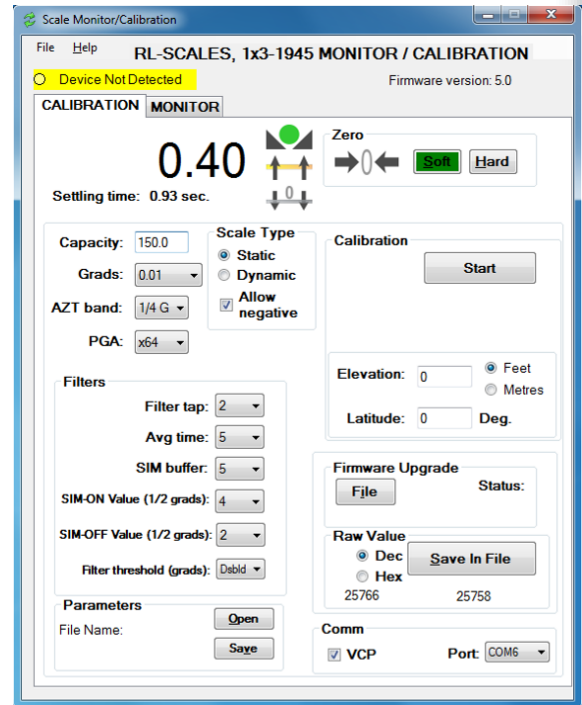 Scale Monitor/Calibration
File Help
RL-SCALES, 1x3-1945 MONITOR / CALIBRATION
Device Not Detected
Firmware version: 5.0
CALIBRATION MONITOR
0.40
Settling time: 0.93 sec.
0
Zero
0
Soft Hard
Capacity: 150.0
Grads: 0.01
AZT band: 1/4 G
PGA: x64
Scale Type
Static
Dynamic
Allow
negative
Calibration
Start
Elevation: 0
Feet
Metres
Latitude: 0 Deg.
Filters
Filter tap: 2
Avg time: 5
SIM buffer: 5
SIM-ON Value (1/2 grads): 4
SIM-OFF Value (1/2 grads): 2
Filter threshold (grads): Dsbld
Firmware Upgrade
File
Status:
Raw Value
Dec
Hex
Save In File
25766 25758
Parameters
File Name:
Open
Save
Comm
VCP
Port: COM6